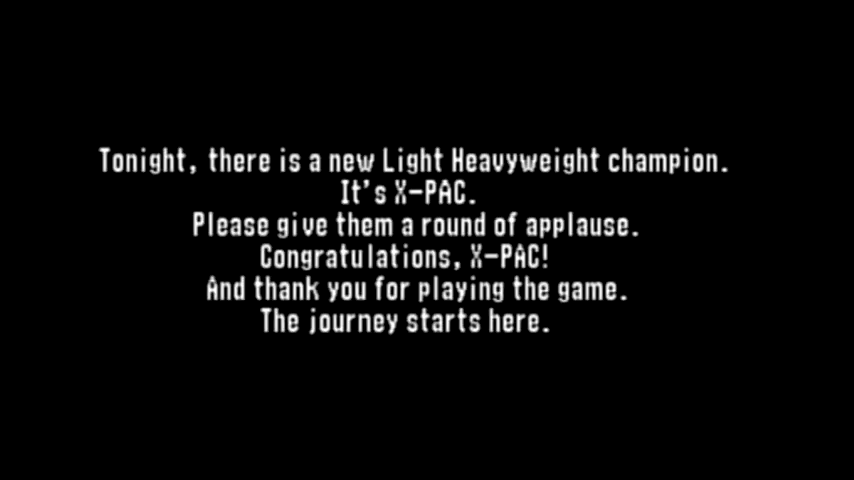 Tonight, there is a new Light Heavyweight champion.
It's X-PAC.
Please give them a round of applause.
Congratulations, X-PAC!
And thank you for playing the game.
The journey starts here.